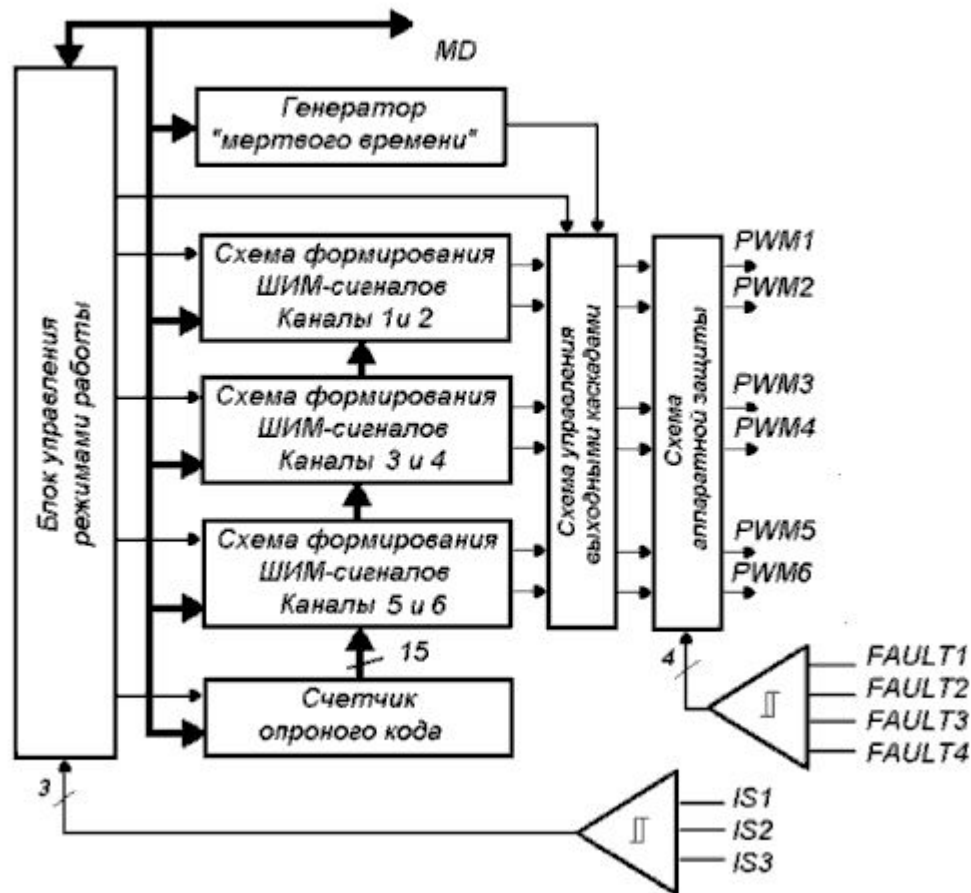 MD
Генератор
"мертвого времени"
Блок управления
режимами работы
Схема формирования
ШИМ-сигналов
Каналы 1и 2
Схема формирования
ШИМ-сигналов
Каналы 3 и 4
Схема формирования
ШИМ-сигналов
Каналы 5 и 6
15
Счетчик
опроного кода
Схема управления
выходными каскадами
Схема
аппаратной защиты
PWM1
PWM2
PWM3
PWM4
PWM5
PWM6
4
FAULT1
FAULT2
FAULT3
FAULT4
3
IS1
IS2
IS3